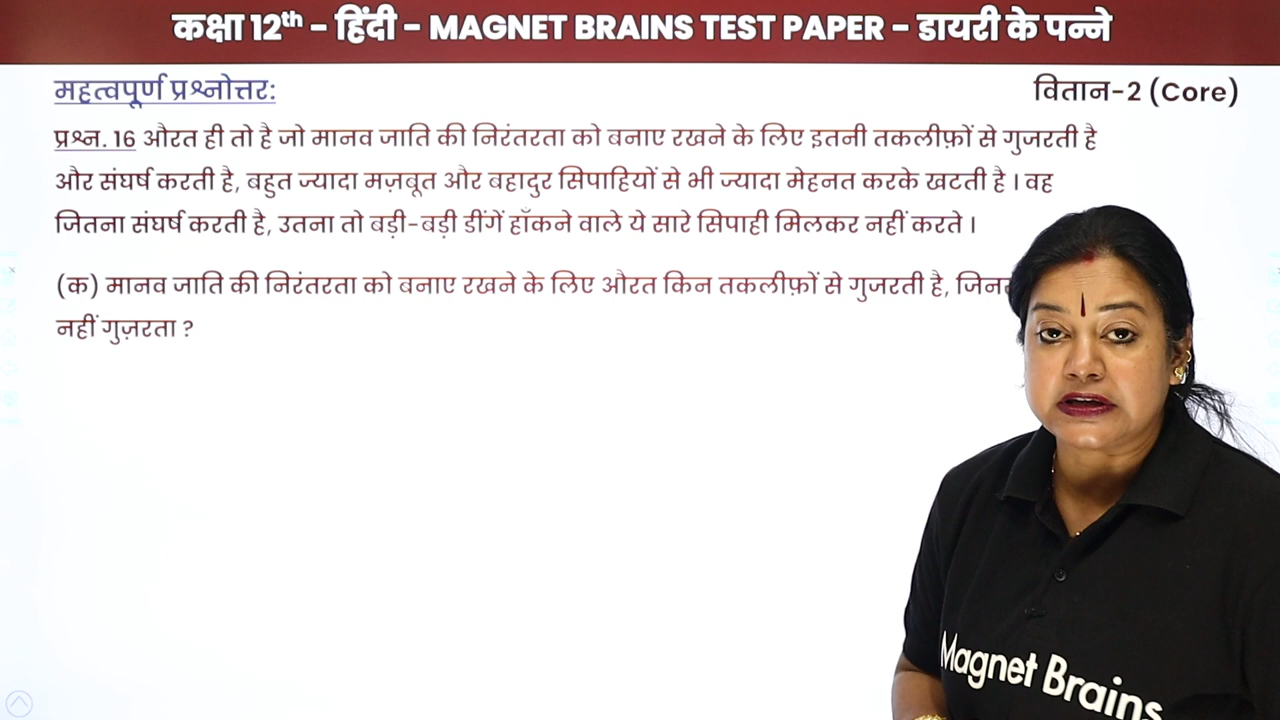 कक्षा 12th - हिंदी - MAGNET BRAINS TEST PAPER - डायरी के पन्ने
महत्वपूर्ण प्रश्नोत्तर: वितान-2 (Core)
प्रश्न. 16 औरत ही तो है जो मानव जाति की निरंतरता को बनाए रखने के लिए इतनी तकलीफ़ों से गुजरती है
और संघर्ष करती है, बहुत ज्यादा मज़बूत और बहादुर सिपाहियों से भी ज्यादा मेहनत करके खटती है । वह
जितना संघर्ष करती है, उतना तो बड़ी-बड़ी डींगें हाँकने वाले ये सारे सिपाही मिलकर नहीं करते ।
(क) मानव जाति की निरंतरता को बनाए रखने के लिए औरत किन तकलीफ़ों से गुजरती है,
नहीं गुज़रता ?
Magnet Brains